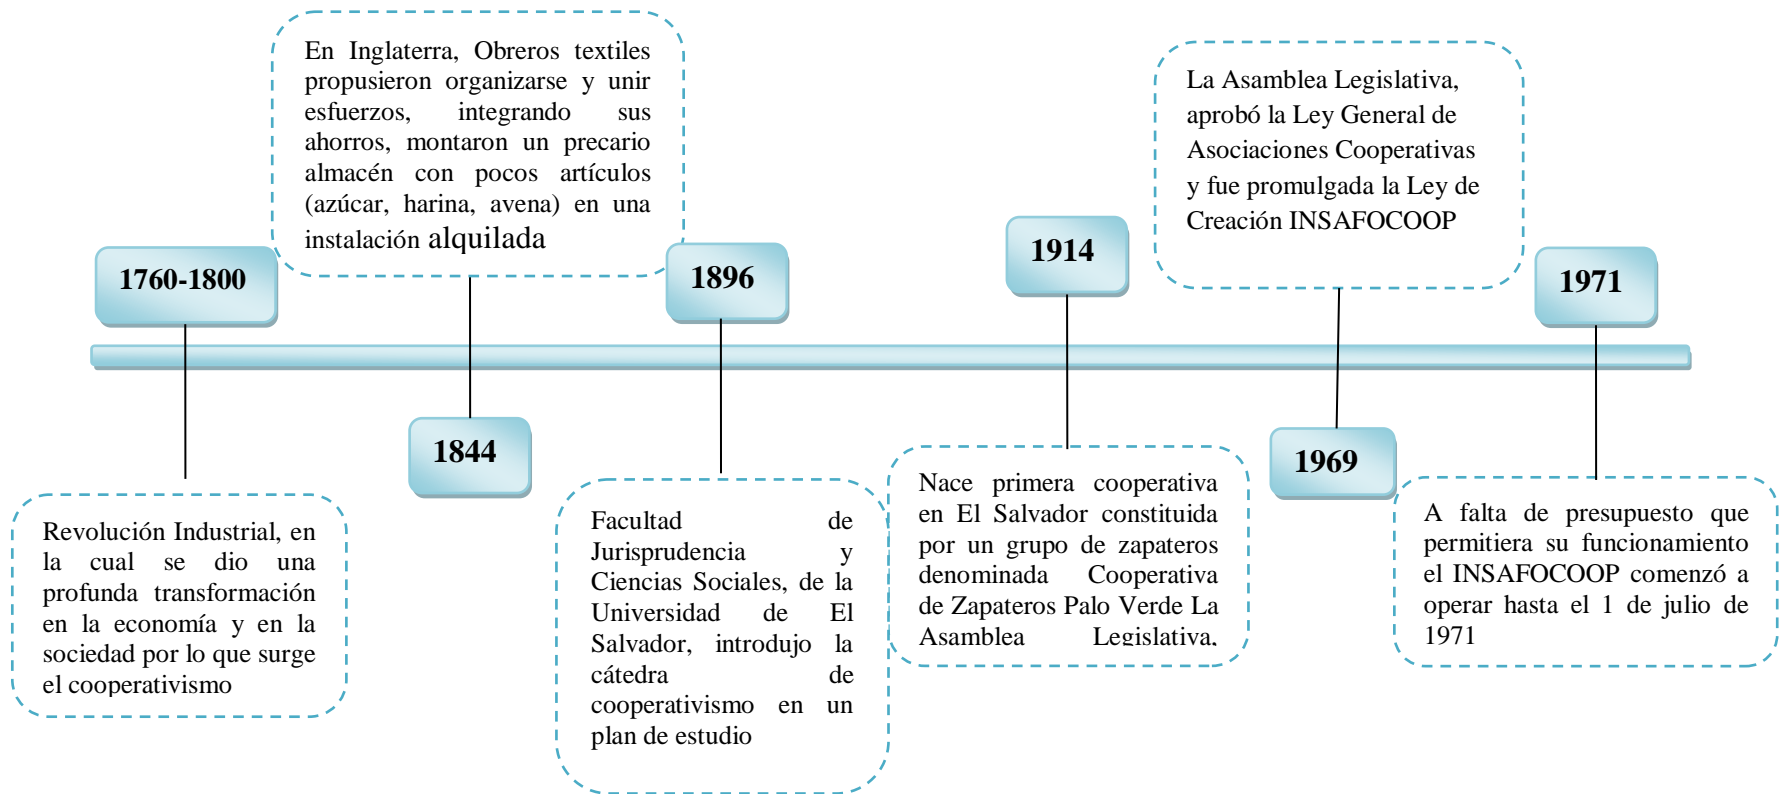 1760-1800
Revolución Industrial, en
la cual se dio una
profunda transformación
en la economía y en la
sociedad por lo que surge
el cooperativismo
En Inglaterra, Obreros textiles
propusieron organizarse y unir
esfuerzos, integrando sus
ahorros, montaron un precario
almacén con pocos artículos
(azúcar, harina, avena) en una
instalación alquilada
1844
1896
Facultad de
Jurisprudencia y
Ciencias Sociales, de la
Universidad de El
Salvador, introdujo la
cátedra de
cooperativismo en un
plan de estudio
1914
Nace primera cooperativa
en El Salvador constituida
por un grupo de zapateros
denominada Cooperativa
de Zapateros Palo Verde La
Asamblea Legislativa,
La Asamblea Legislativa,
aprobó la Ley General de
Asociaciones Cooperativas
y fue promulgada la Ley de
Creación INSAFOCOOP
1969
1971
A falta de presupuesto que
permitiera su funcionamiento
el INSAFOCOOP comenzó a
operar hasta el 1 de julio de
1971